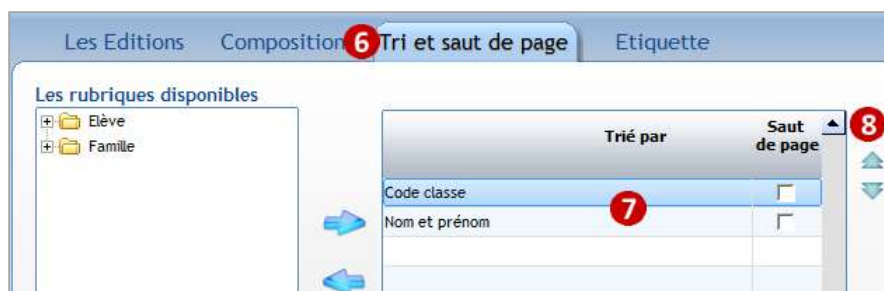 Les Editions Composition 6 Tri et saut de page Etiquette
Les rubriques disponibles
Elève
Famille
Trié par
Saut de page
8
Code classe
7
Nom et prénom